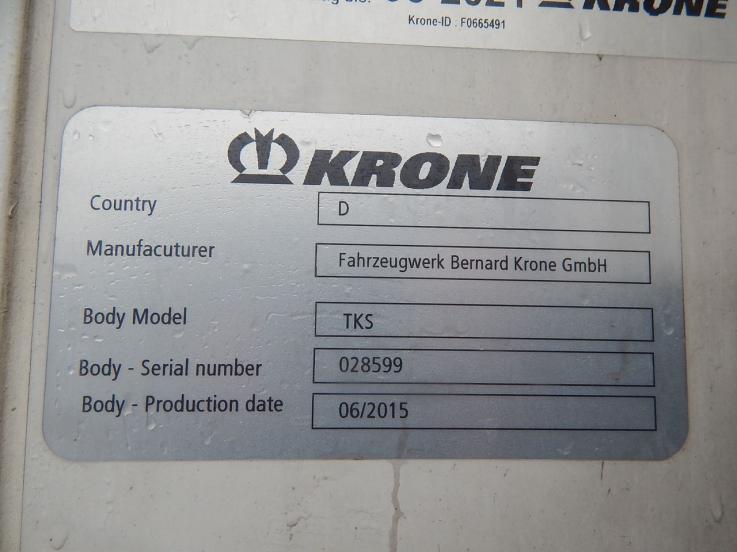 KRONE
Krone-ID . F0665491
KRONE
Country D
Manufacuturer Fahrzeugwerk Bernard Krone GmbH
Body Model TKS
Body - Serial number 028599
Body - Production date 06/2015